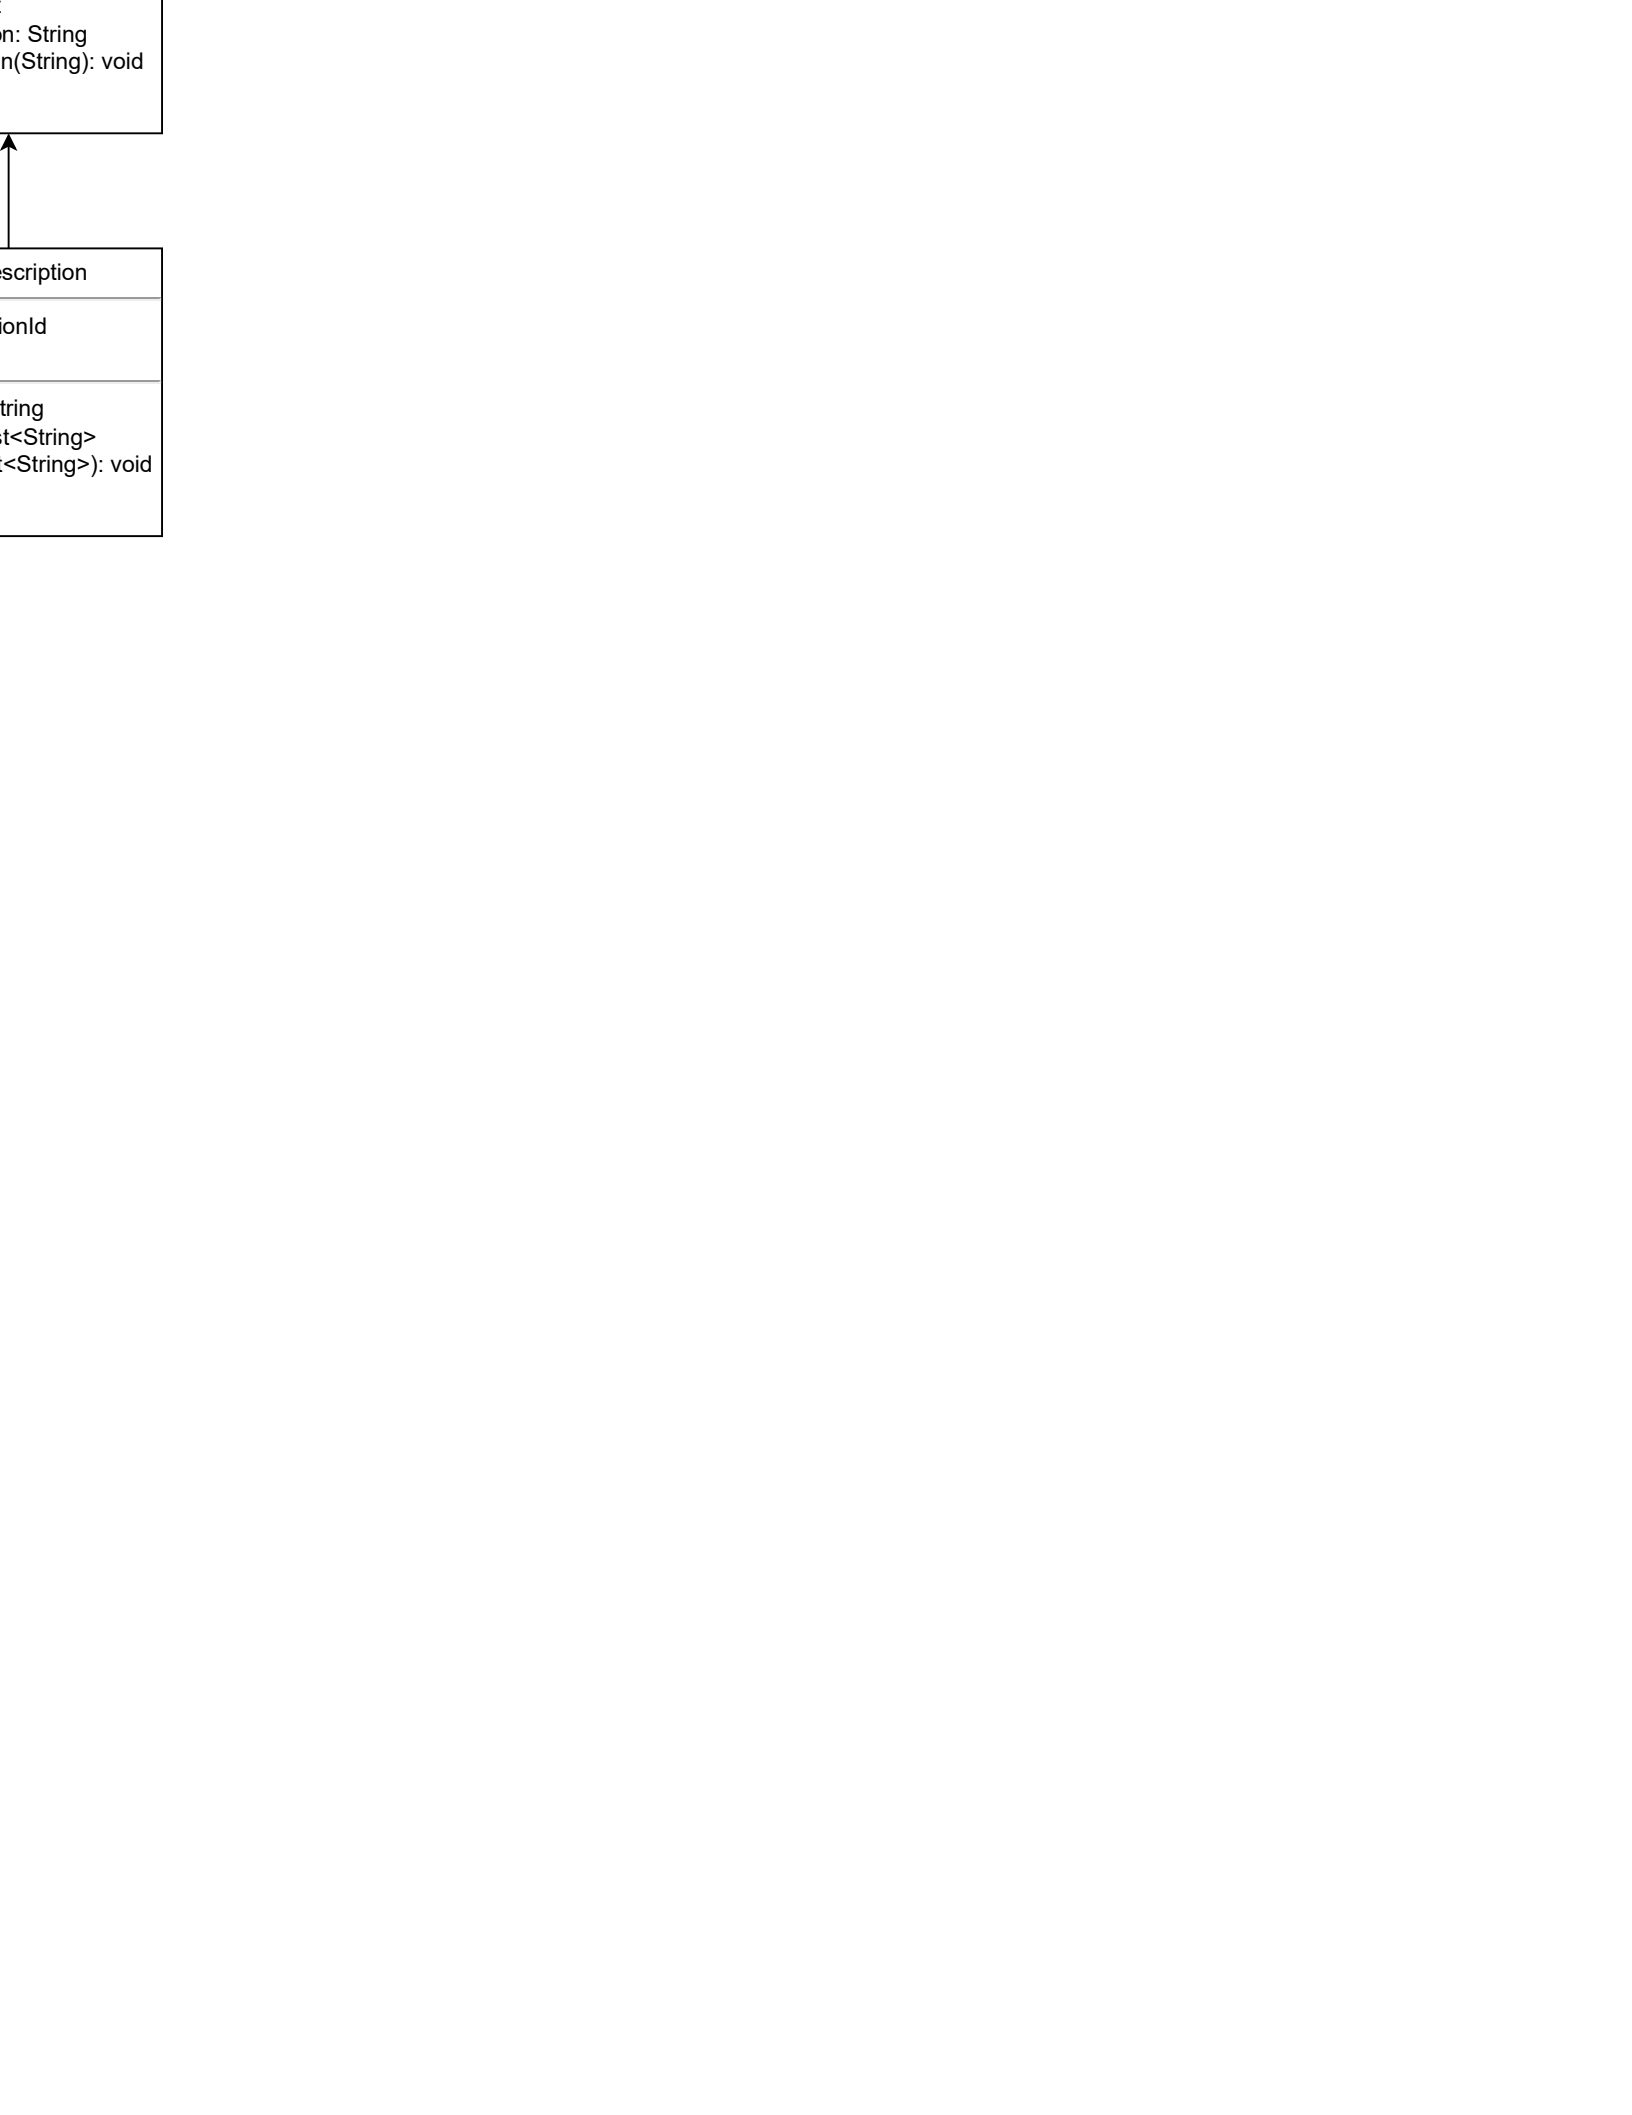 on: String
n(String): void
escription
ionId
tring
st<String>
t<String>): void